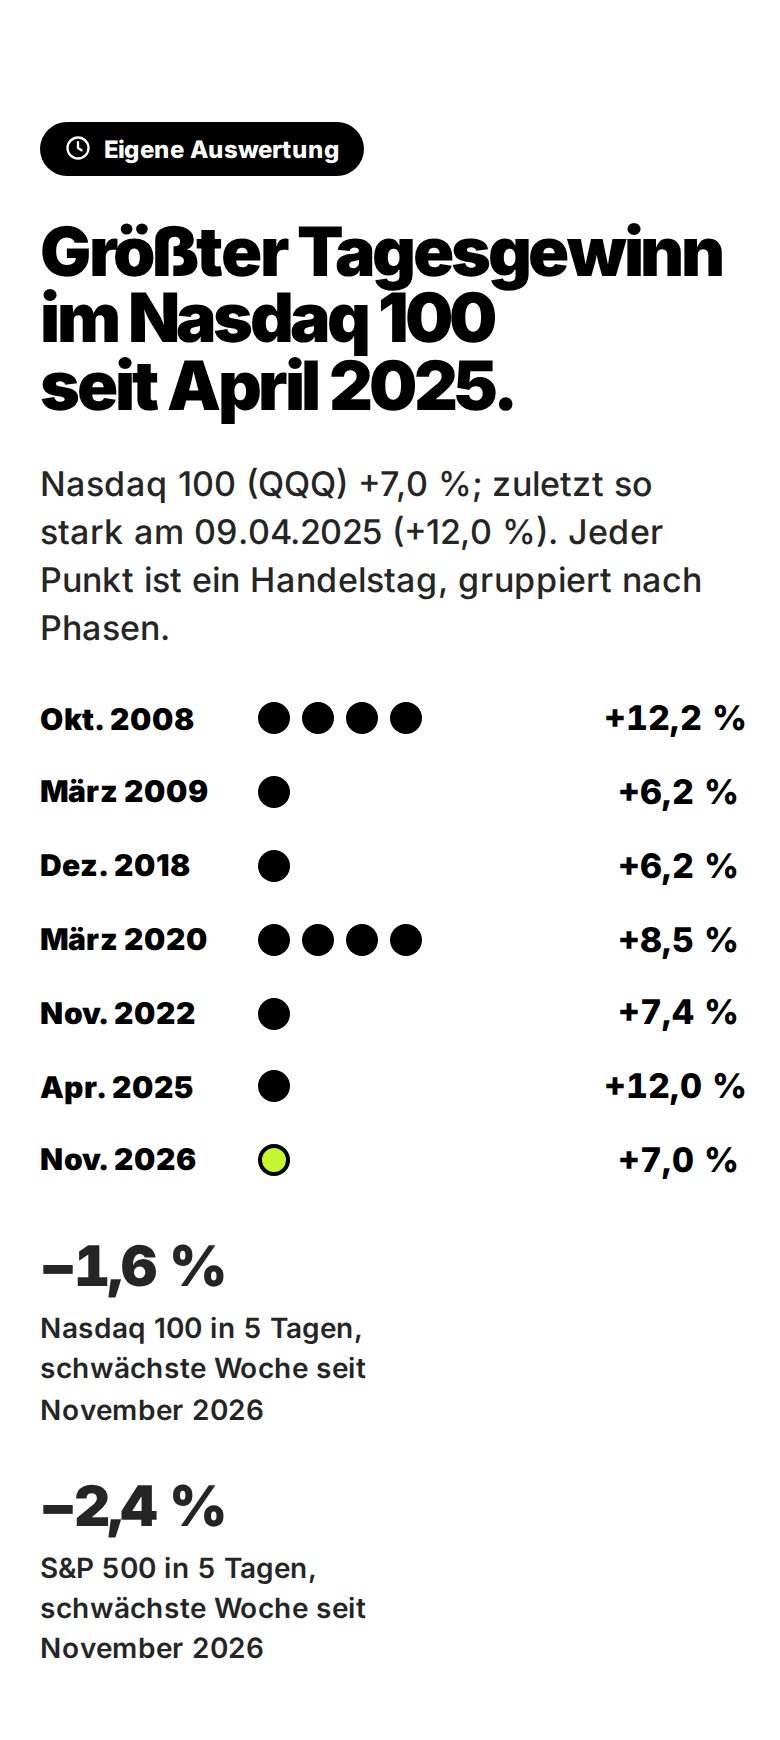 Eigene Auswertung
Größter Tagesgewinn
im Nasdaq 100
seit April 2025.
Nasdaq 100 (QQQ) +7,0 %; zuletzt so
stark am 09.04.2025 (+12,0 %). Jeder
Punkt ist ein Handelstag, gruppiert nach
Phasen.
Okt. 2008 +12,2 %
März 2009 +6,2 %
Dez. 2018 +6,2 %
März 2020 +8,5 %
Nov. 2022 +7,4 %
Apr. 2025 +12,0 %
Nov. 2026 +7,0 %
−1,6 %
Nasdaq 100 in 5 Tagen,
schwächste Woche seit
November 2026
−2,4 %
S&P 500 in 5 Tagen,
schwächste Woche seit
November 2026